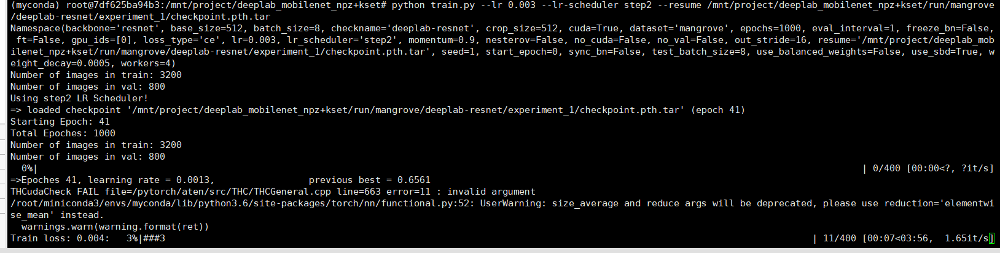 (myconda) root@7df625ba94b3:/mnt/project/deeplab_mobilenet_npz+kset# python train.py --lr 0.003 --lr-scheduler step2 --resume /mnt/project/deeplab_mobilenet_npz+kset/run/mangrove
/deeplab-resnet/experiment_1/checkpoint.pth.tar
Namespace(backbone='resnet', base_size=512, batch_size=8, checkname='deeplab-resnet', crop_size=512, cuda=True, dataset='mangrove', epochs=1000, eval_interval=1, freeze_bn=False,
 ft=False, gpu_ids=[0], loss_type='ce', lr=0.003, lr_scheduler='step2', momentum=0.9, nesterov=False, no_cuda=False, no_val=False, out_stride=16, resume='/mnt/project/deeplab_mob
ilenet_npz+kset/run/mangrove/deeplab-resnet/experiment_1/checkpoint.pth.tar', seed=1, start_epoch=0, sync_bn=False, test_batch_size=8, use_balanced_weights=False, use_sbd=True, w
eight_decay=0.0005, workers=4)
Number of images in train: 3200
Number of images in val: 800
Using step2 LR Scheduler!
=> loaded checkpoint '/mnt/project/deeplab_mobilenet_npz+kset/run/mangrove/deeplab-resnet/experiment_1/checkpoint.pth.tar' (epoch 41)
Starting Epoch: 41
Total Epoches: 1000
Number of images in train: 3200
Number of images in val: 800
  0%|                                                  | 0/400 [00:00<?, ?it/s]
=>Epoches 41, learning rate = 0.0013,                 previous best = 0.6561
THCudaCheck FAIL file=/pytorch/aten/src/THC/THCGeneral.cpp line=663 error=11 : invalid argument
/root/miniconda3/envs/myconda/lib/python3.6/site-packages/torch/nn/functional.py:52: UserWarning: size_average and reduce args will be deprecated, please use reduction='elementwi
se_mean' instead.
  warnings.warn(warning.format(ret))
Train loss: 0.004:   3%|###3                                                  | 11/400 [00:07<03:56,  1.65it/s]